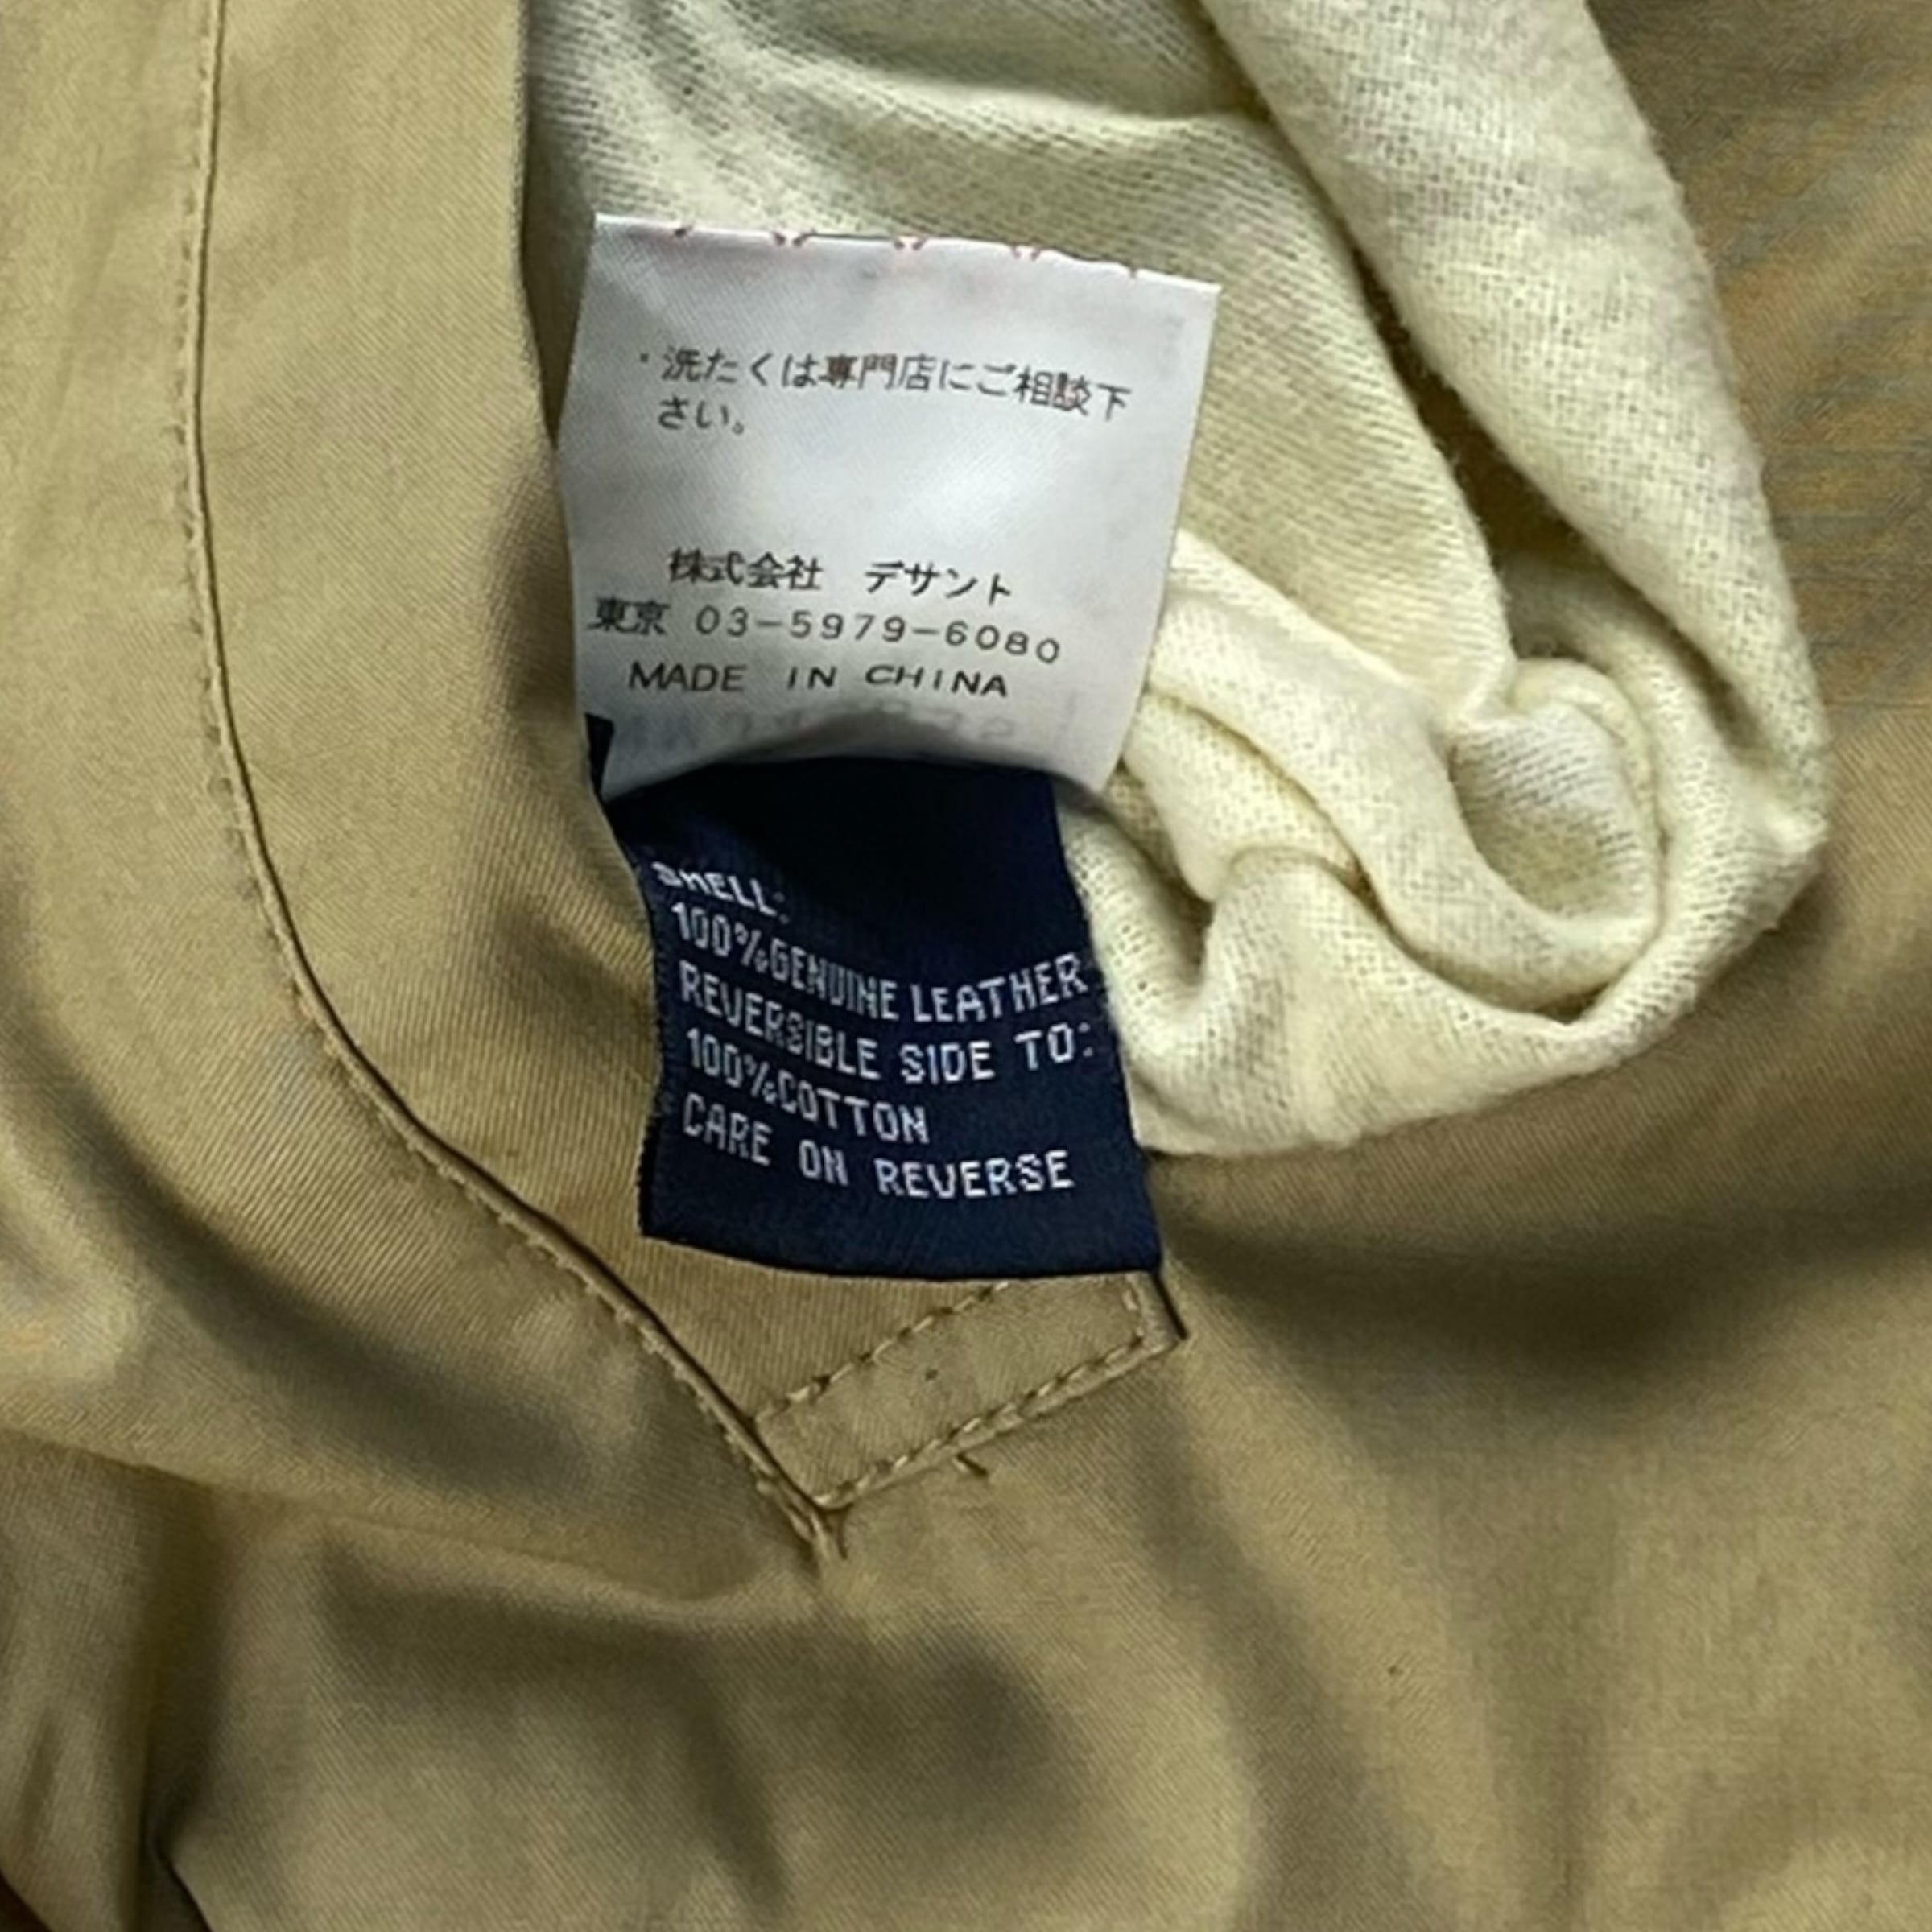 ・洗たくは専門店にご相談下
さい。
株式会社 デサント
東京 03-5979-6080
MADE IN CHINA
SHELL:
100%GENUINE LEATHER
REVERSIBLE SIDE TO:
100%COTTON
CARE ON REVERSE